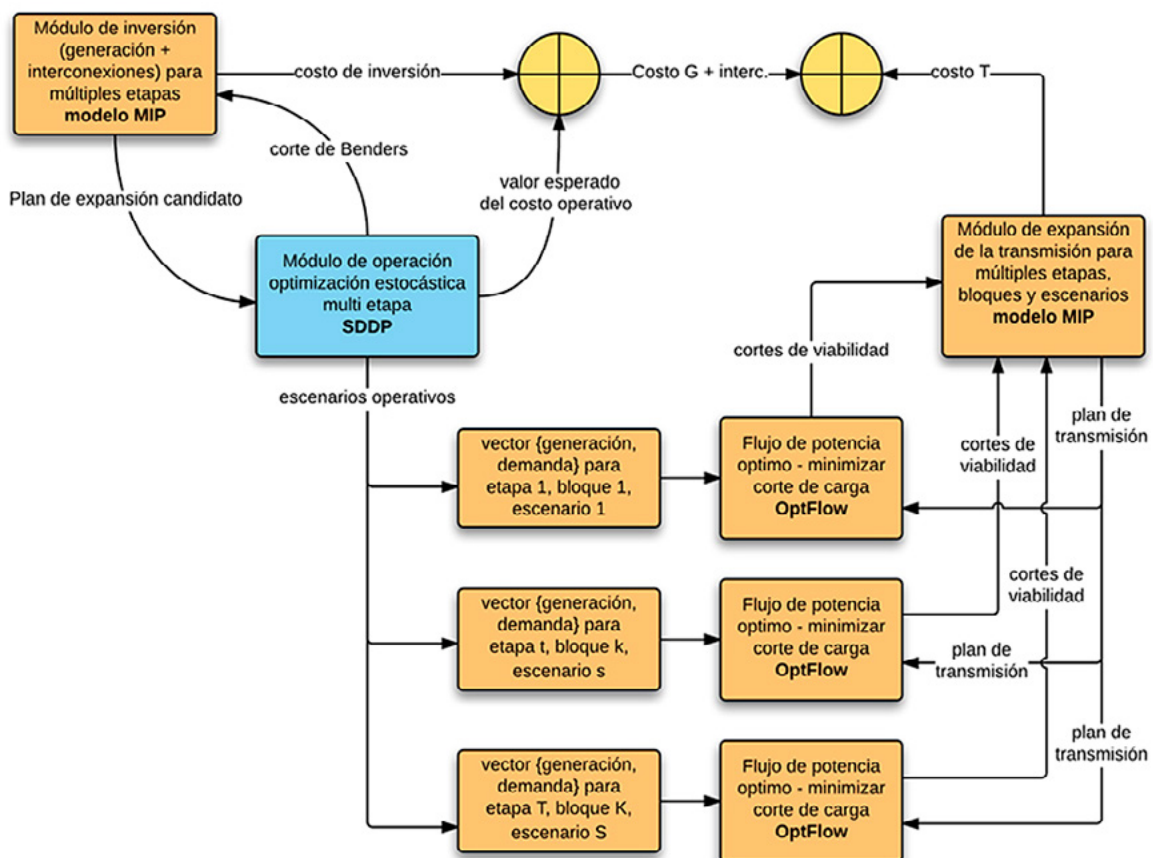 Módulo de inversión
(generación +
interconexiones) para
múltiples etapas
modelo MIP
costo de inversión
Costo G + interc.
costo T
corte de Benders
Plan de expansión candidato
valor esperado
del costo operativo
Módulo de operación
optimización estocástica
multi etapa
SDDP
Módulo de expansión
de la transmisión para
múltiples etapas,
bloques y escenarios
modelo MIP
cortes de viabilidad
escenarios operativos
vector {generación,
demanda} para
etapa 1, bloque 1,
escenario 1
Flujo de potencia
optimo - minimizar
corte de carga
OptFlow
cortes de
viabilidad
plan de
transmisión
vector {generación,
demanda} para
etapa t, bloque k,
escenario s
Flujo de potencia
optimo - minimizar
corte de carga
OptFlow
cortes de
viabilidad
plan de
transmisión
vector {generación,
demanda} para
etapa T, bloque K,
escenario S
Flujo de potencia
optimo - minimizar
corte de carga
OptFlow
plan de
transmisión